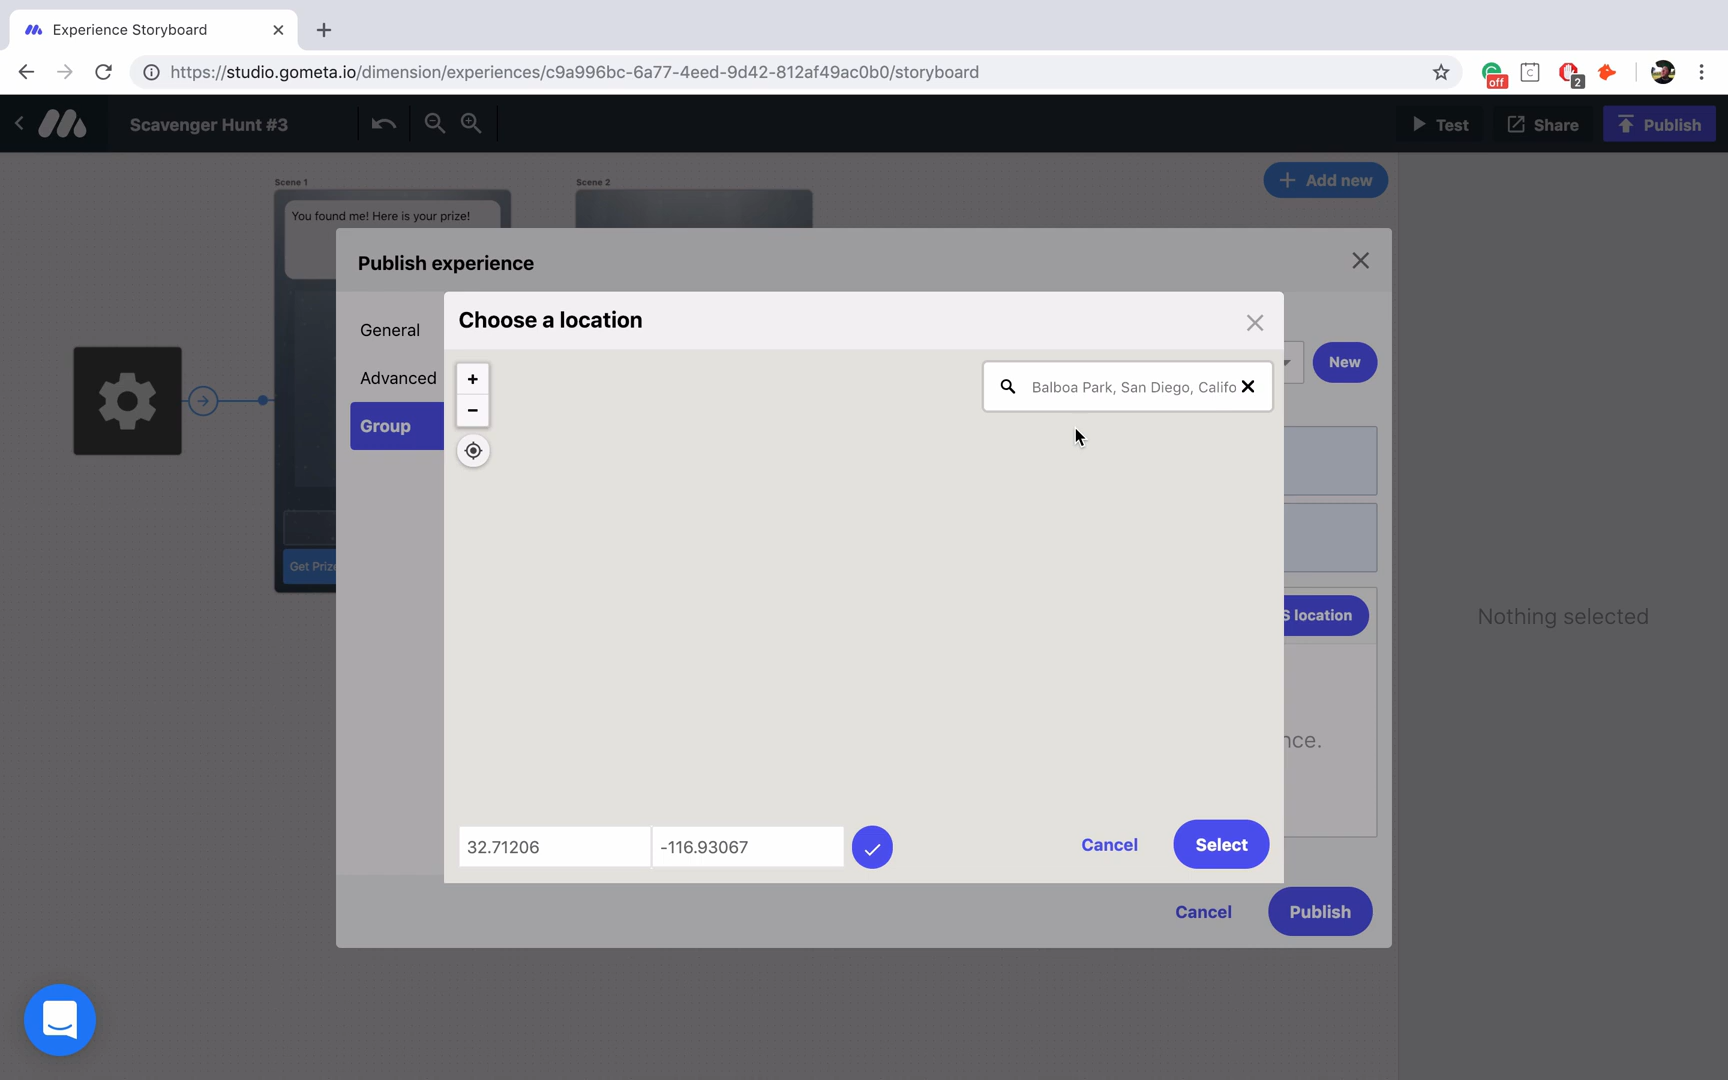 Experience Storyboard
https://studio.gometa.io/dimension/experiences/c9a996bc-6a77-4eed-9d42-812af49ac0b0/storyboard
off
C
2
Scavenger Hunt #3
Test
Share
Publish
Scene 1
Scene 2
Add new
You found me! Here is your prize!
Publish experience
Choose a location
General
Advanced
Group
+
-
Balboa Park, San Diego, Califo
New
S location
Nothing selected
Get Prize
nce.
32.71206
-116.93067
Cancel
Select
Cancel
Publish